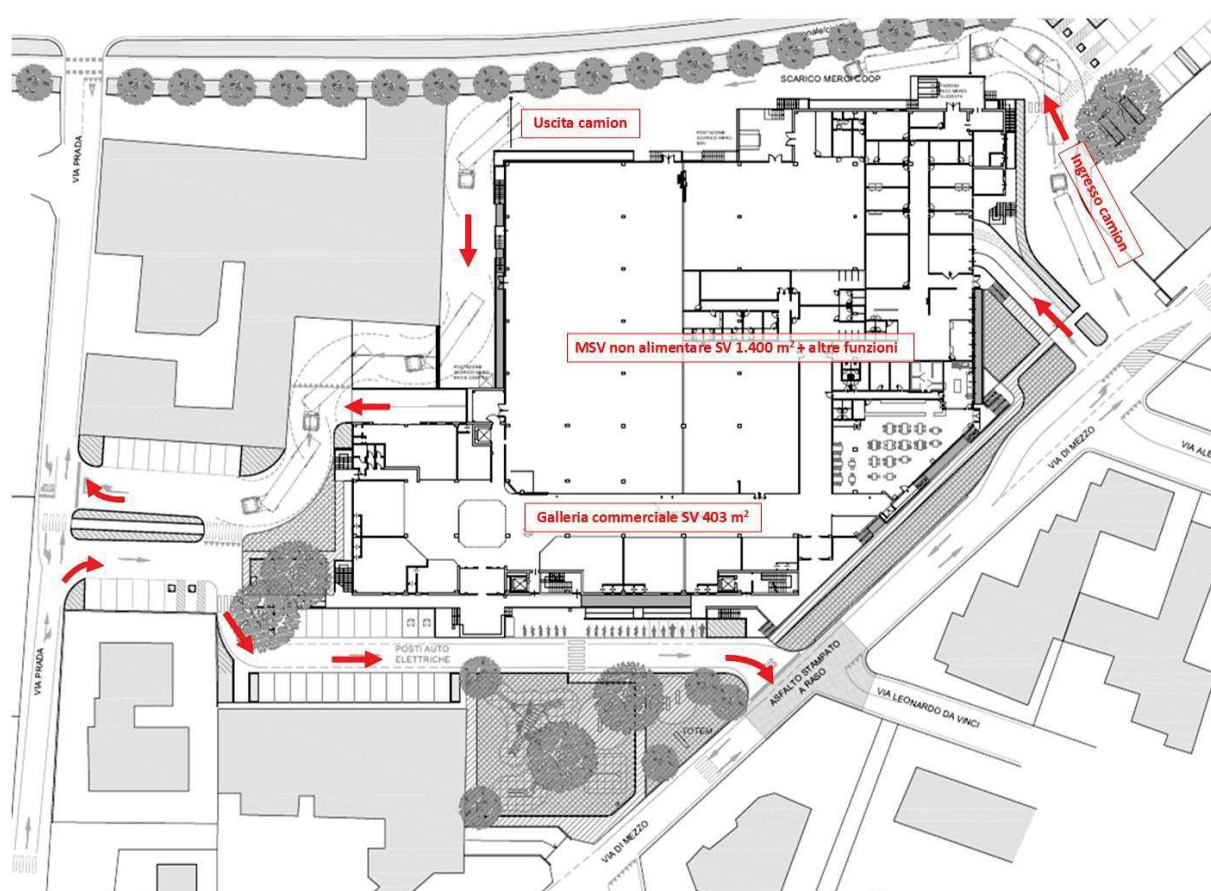 SCARICO MERCI COOP
Uscita camion
VIA PRADA
Ingresso camion
MSV non alimentare SV 1.400 m² + altre funzioni
VIA DI MEZZO
VIA ALE
Galleria commerciale SV 403 m²
POSTI AUTO
ELETTRICHE
VIA PRADA
ASFALTO STAMPATO
A RASO
VIA LEONARDO DA VINCI
TOTEM
VIA DI MEZZO